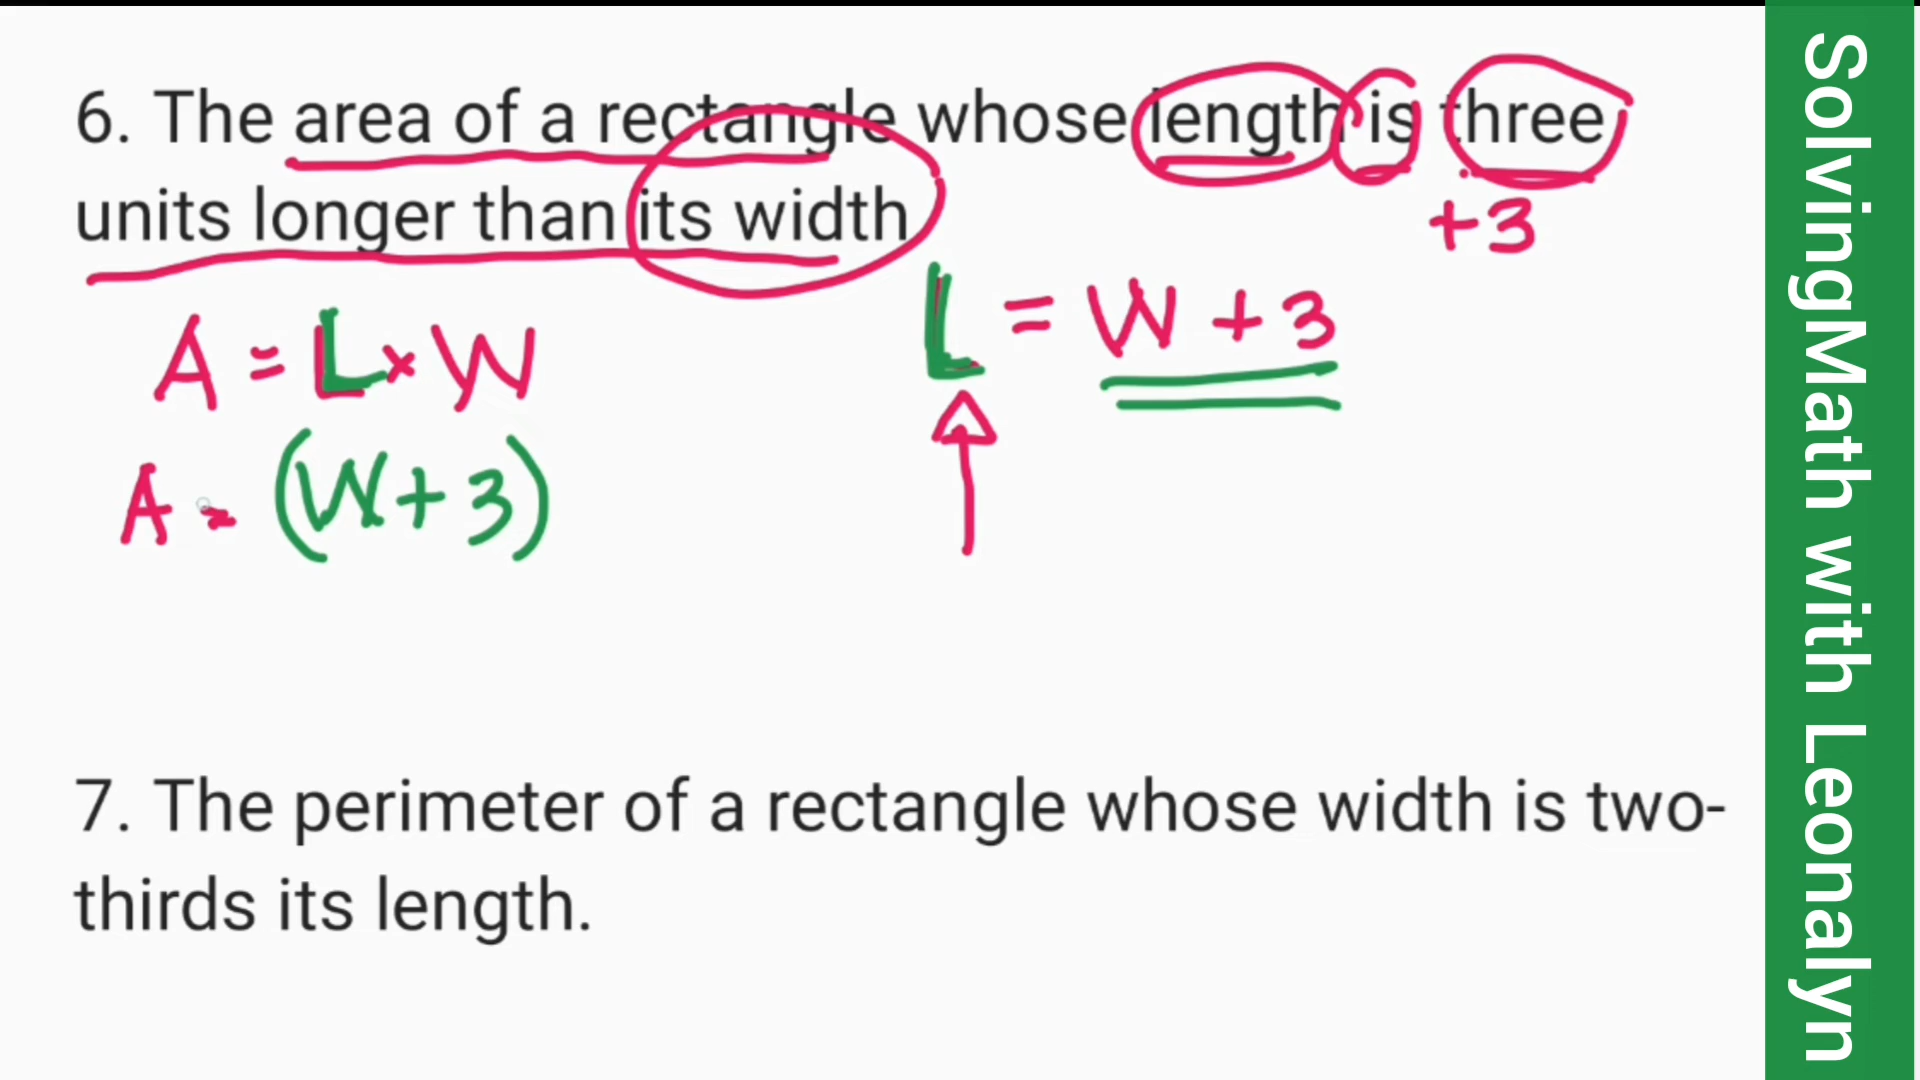 6. The area of a rectangle whose length is three
units longer than its width
+3
L = W + 3
A = L x W
A = (W + 3)
7. The perimeter of a rectangle whose width is two-
thirds its length.
SolvingMath with Leonalyn